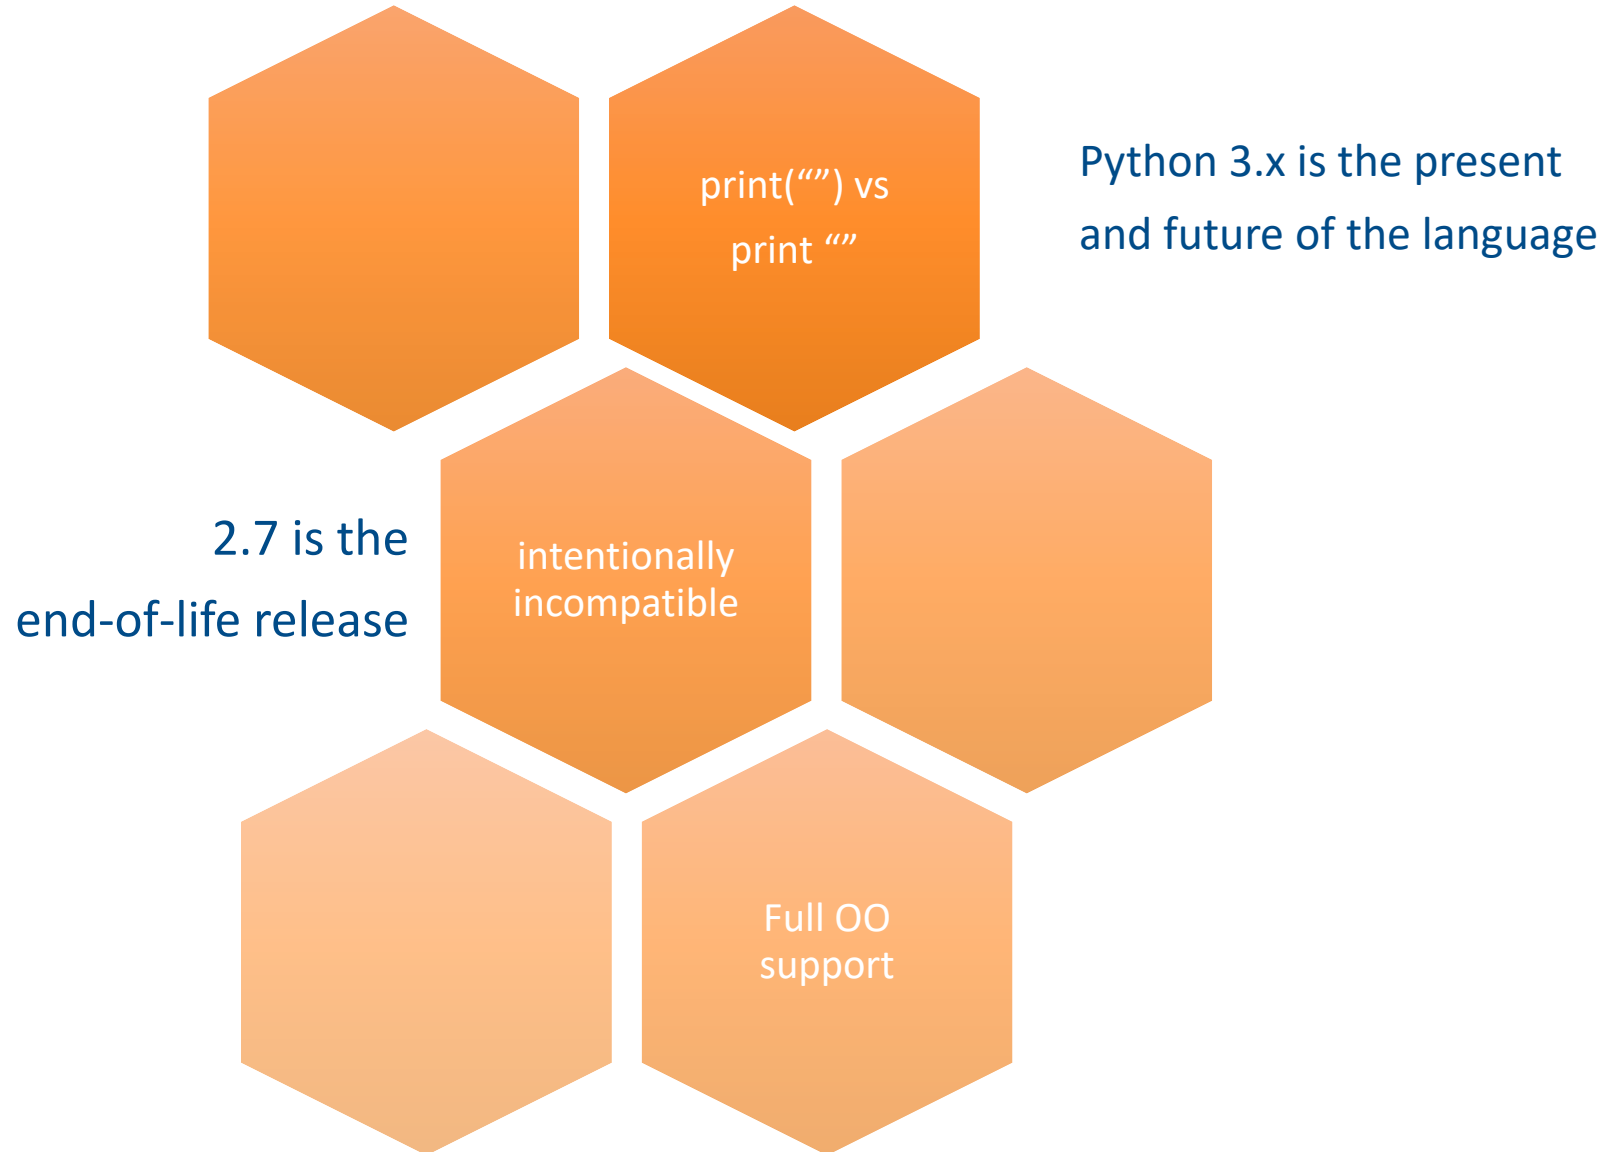 print(“”) vs
print “”
Python 3.x is the present
and future of the language
2.7 is the
end-of-life release
intentionally
incompatible
Full OO
support